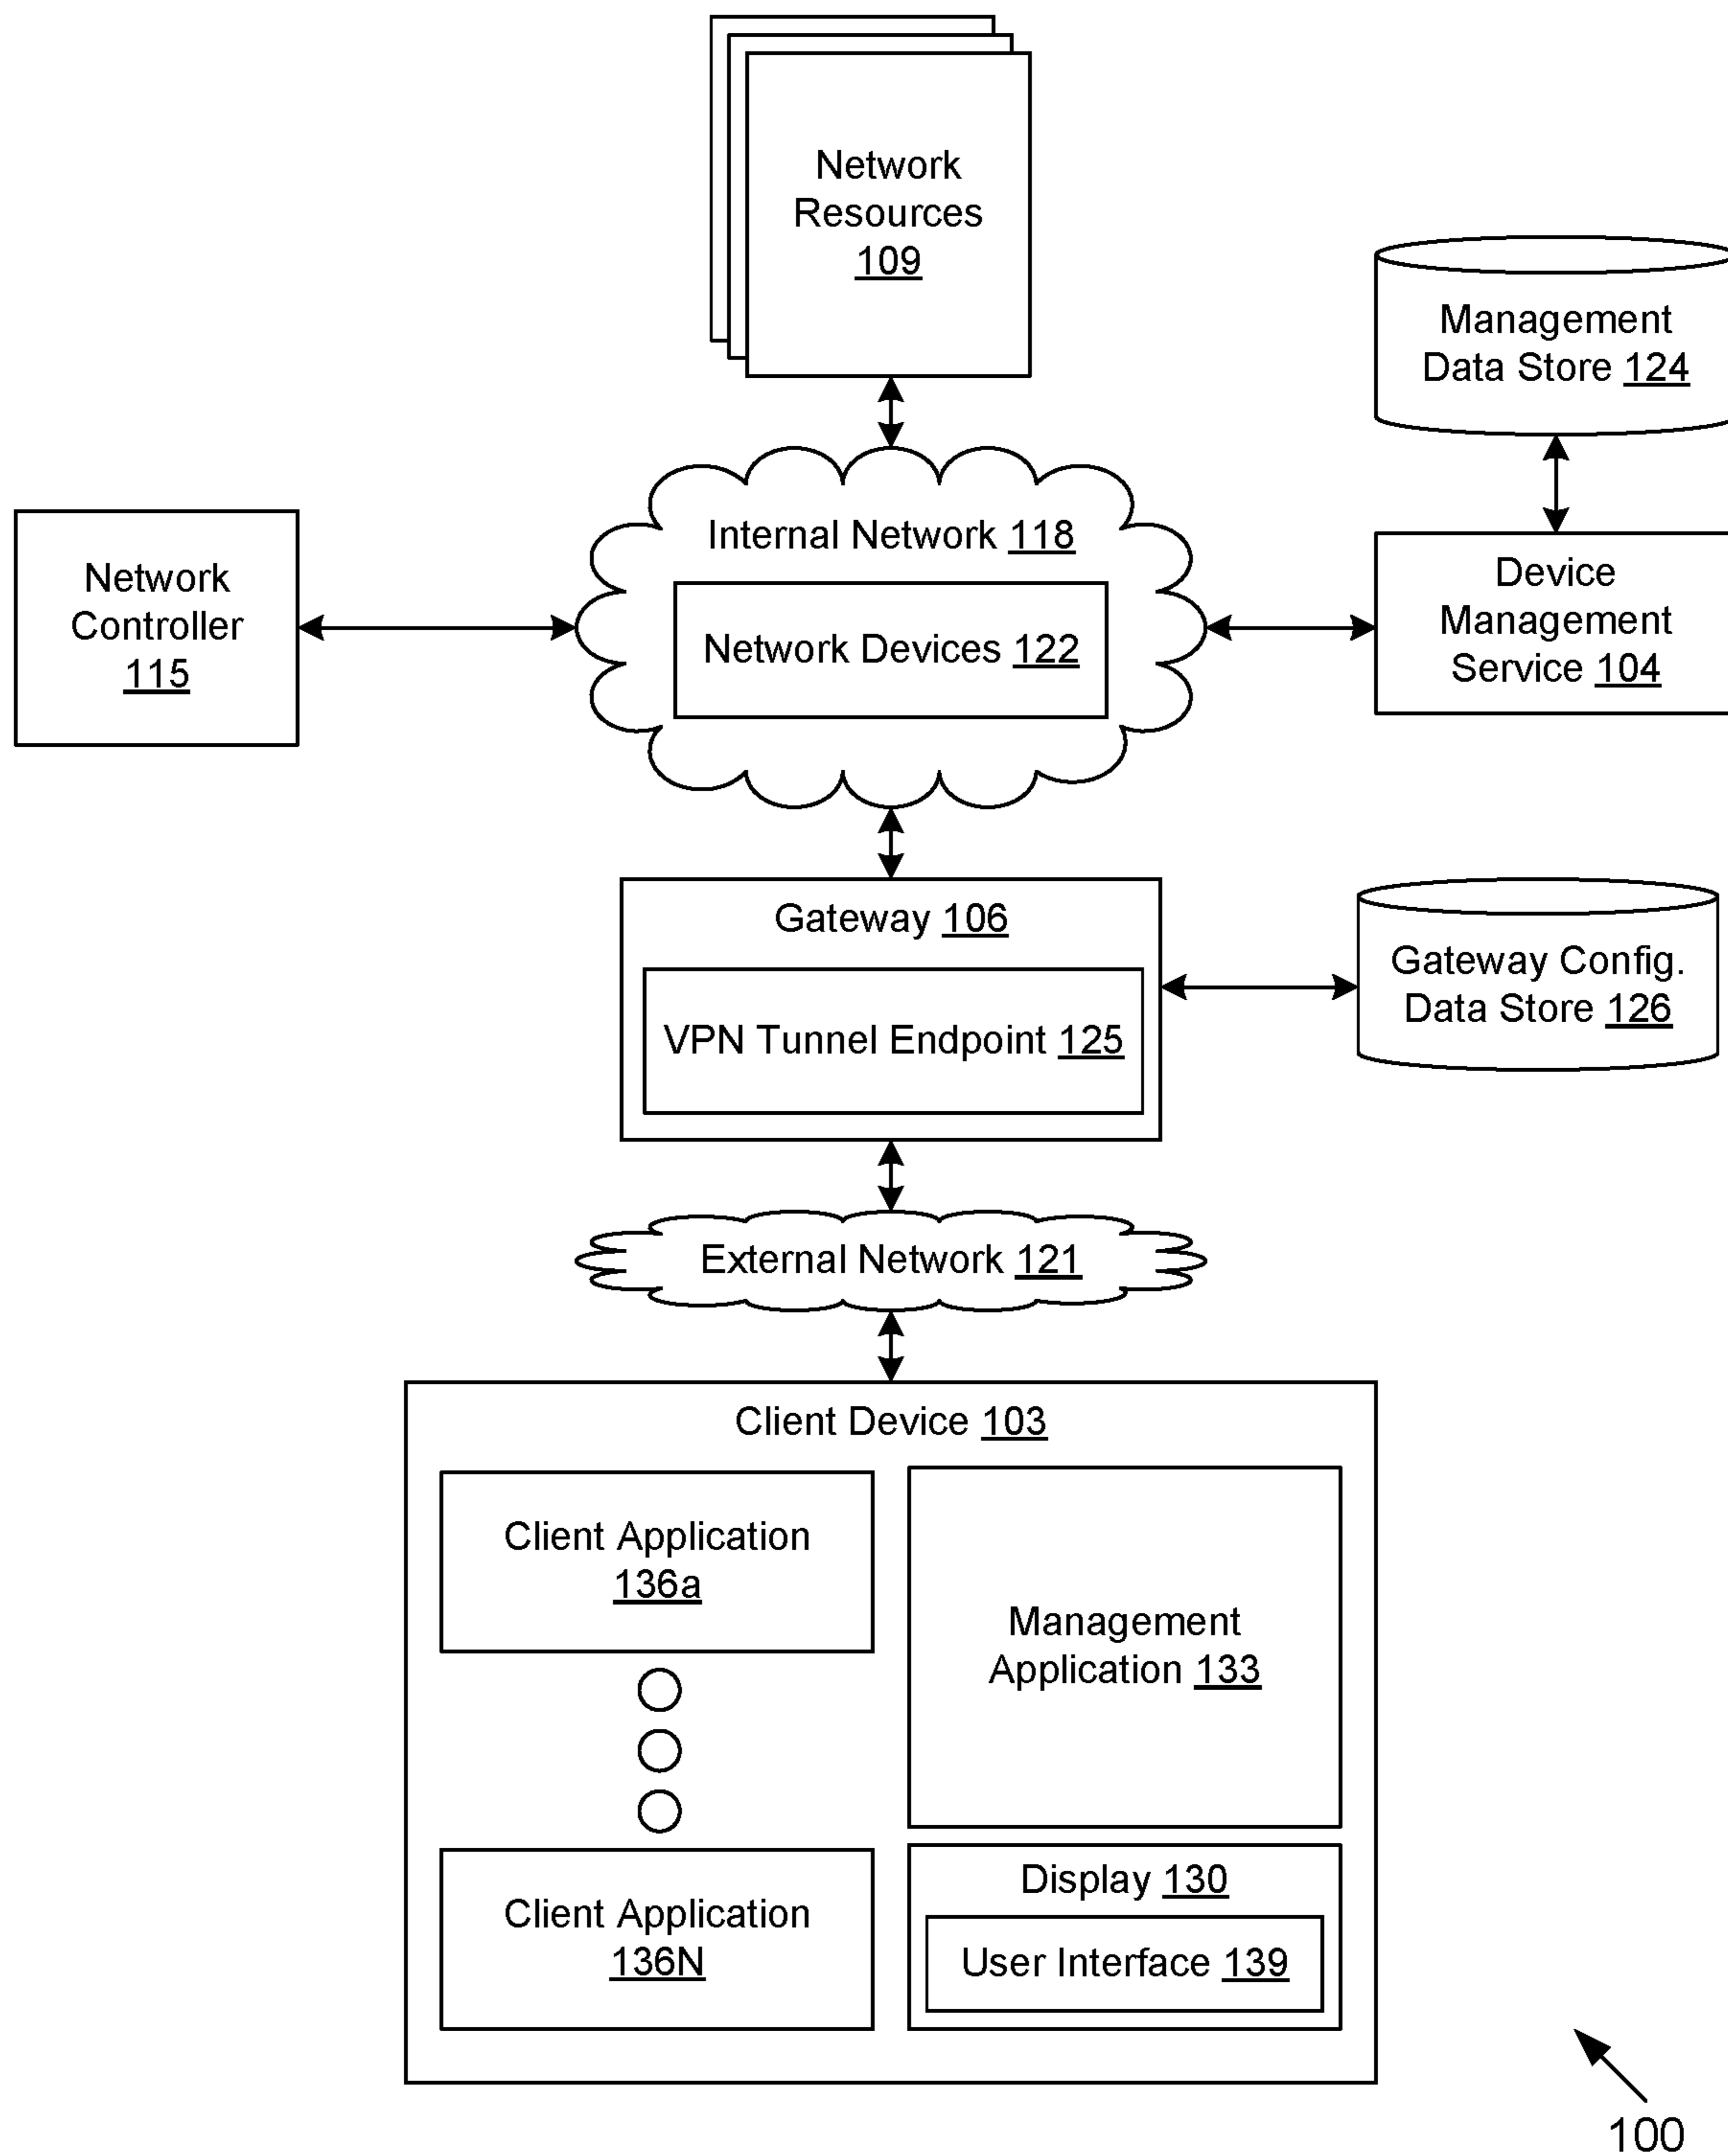 Network
Resources
109
Management
Data Store 124
Internal Network 118
Network
Controller
115
Network Devices 122
Device
Management
Service 104
Gateway 106
VPN Tunnel Endpoint 125
Gateway Config.
Data Store 126
External Network 121
Client Device 103
Client Application
136a
Management
Application 133
Client Application
136N
Display 130
User Interface 139
100